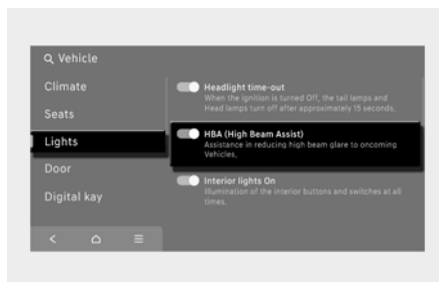 Vehicle
Climate
Seats
Lights
Door
Digital kay
Headlight time-out
When the ignition is turned Off, the tail lamps and
Head lamps turn off after approximately 15 seconds.
HBA (High Beam Assist)
Assistance in reducing high beam glare to oncoming
Vehicles,
Interior lights On
Illumination of the interior buttons and switches at all
times,